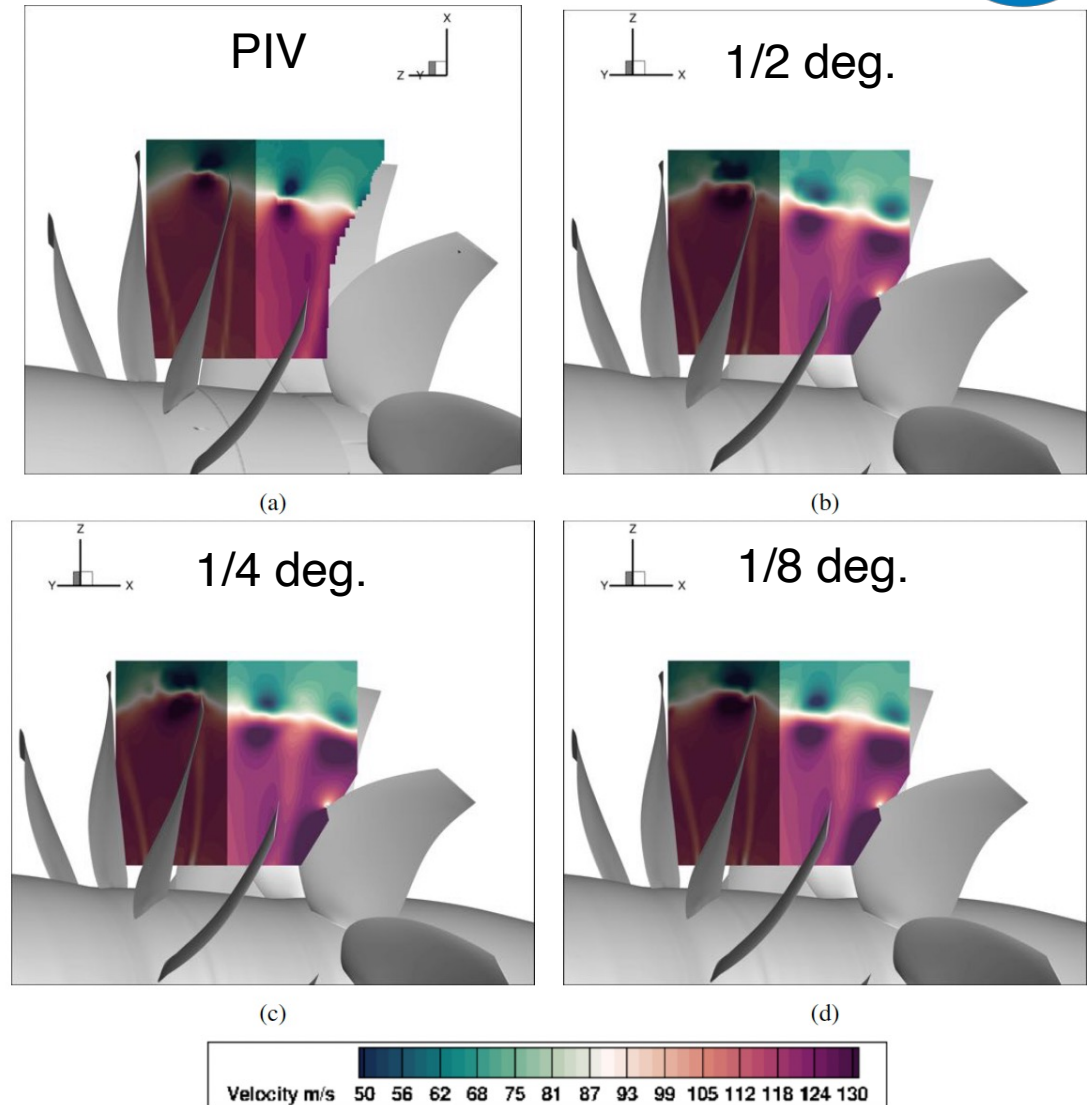 PIV
X
Z Y
(a)
1/2 deg.
Z
Y X
(b)
1/4 deg.
Z
Y X
(c)
1/8 deg.
Z
Y X
(d)
Velocity m/s 50 56 62 68 75 81 87 93 99 105 112 118 124 130